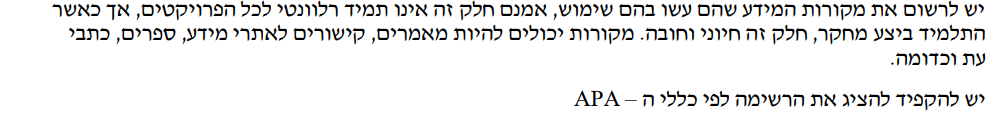 יש לרשום את מקורות המידע שהם עשו בהם שימוש, אמנם חלק זה אינו תמיד רלוונטי לכל הפרויקטים, אך כאשר
התלמיד ביצע מחקר, חלק זה חיוני וחובה. מקורות יכולים להיות מאמרים, קישורים לאתרי מידע, ספרים, כתבי
עת וכדומה.
יש להקפיד להציג את הרשימה לפי כללי ה – APA